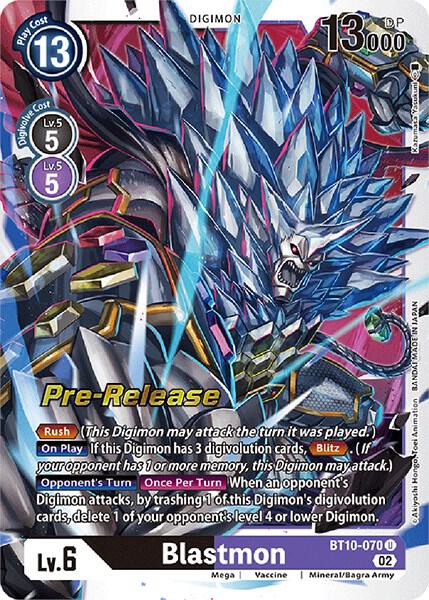 DIGIMON
Play Cost
13
DP
13000
Digivolve Cost
Lv.5
5
Lv.5
5
Pre-Release
Rush (This Digimon may attack the turn it was played.)
On Play If this Digimon has 3 digivolution cards, Blitz. (If
your opponent has 1 or more memory, this Digimon may attack.)
Opponent's Turn Once Per Turn When an opponent's
Digimon attacks, by trashing 1 of this Digimon's digivolution
cards, delete 1 of your opponent's level 4 or lower Digimon.
Kazumasa Yasukuni
©Akiyoshi Hongo, Toei Animation BANDAI MADE IN JAPAN
Lv.6
Blastmon
BT10-070 U
02
Mega | Vaccine | Mineral/Bagra Army